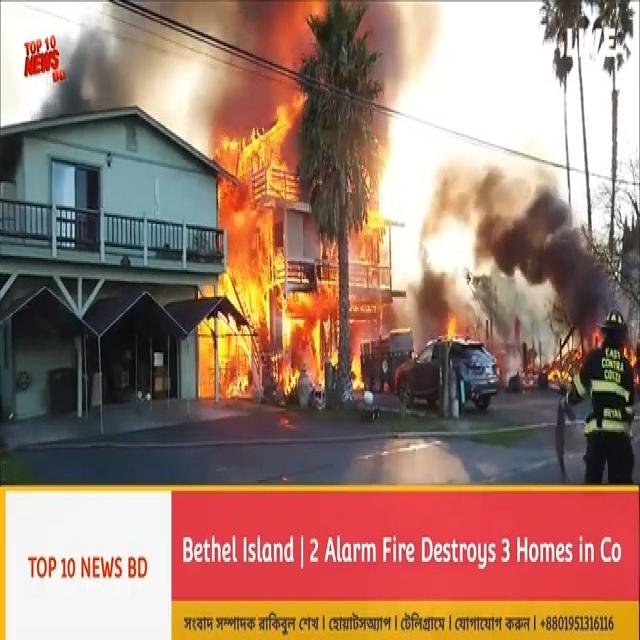 TOP 10
NEWS
BD
LIVE
EAST
CONTRA
COSTA
TOP 10 NEWS BD
Bethel Island | 2 Alarm Fire Destroys 3 Homes in Co
সংবাদ সম্পাদক রাকিবুল শেখ | হোয়াটসঅ্যাপ | টেলিগ্রামে | যোগাযোগ করুন | +8801951316116